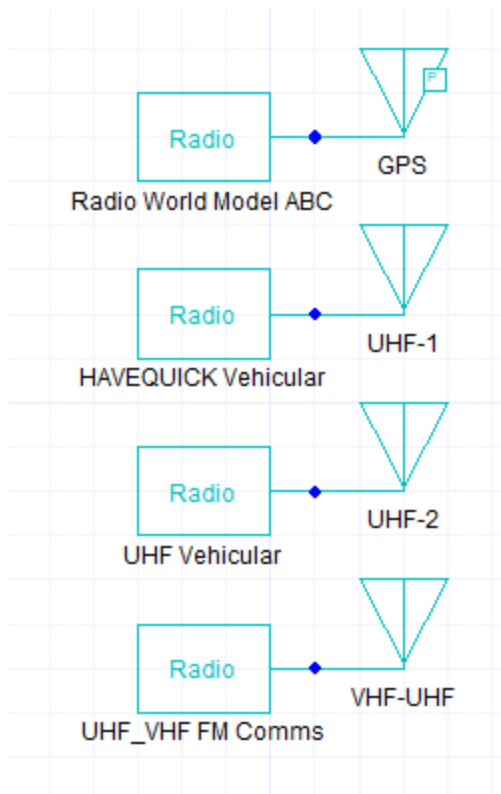 P
Radio
GPS
Radio World Model ABC
Radio
UHF-1
HAVEQUICK Vehicular
Radio
UHF-2
UHF Vehicular
Radio
VHF-UHF
UHF_VHF FM Comms